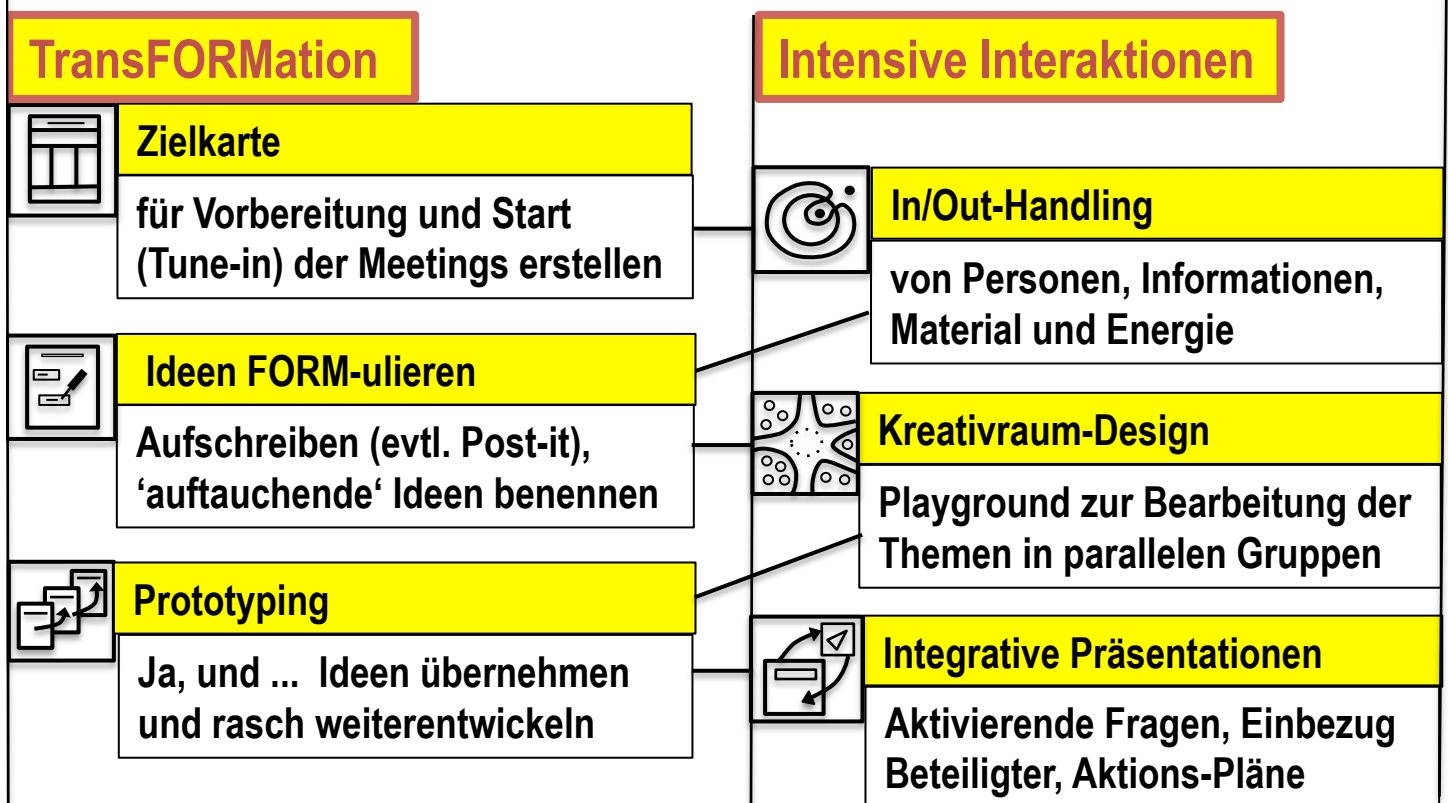 TransFORMation
Zielkarte
für Vorbereitung und Start
(Tune-in) der Meetings erstellen
Ideen FORM-ulieren
Aufschreiben (evtl. Post-it),
‘auftauchende‘ Ideen benennen
Prototyping
Ja, und ... Ideen übernehmen
und rasch weiterentwickeln
Intensive Interaktionen
In/Out-Handling
von Personen, Informationen,
Material und Energie
Kreativraum-Design
Playground zur Bearbeitung der
Themen in parallelen Gruppen
Integrative Präsentationen
Aktivierende Fragen, Einbezug
Beteiligter, Aktions-Pläne